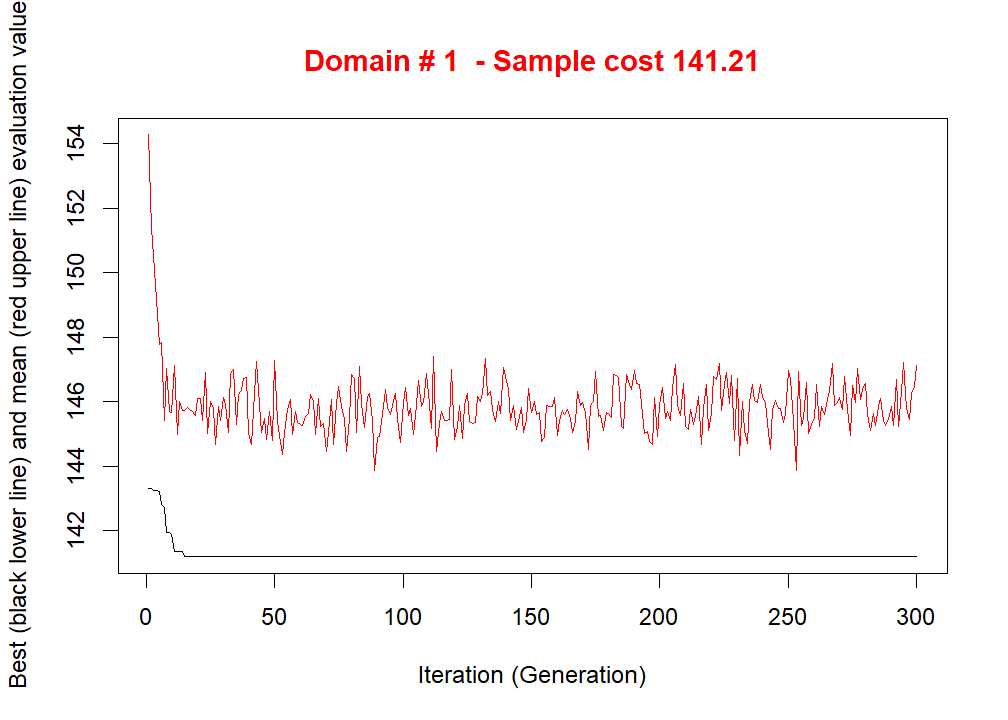 Domain # 1  - Sample cost 141.21
Best (black lower line) and mean (red upper line) evaluation value
154
152
150
148
146
144
142
0 50 100 150 200 250 300
Iteration (Generation)